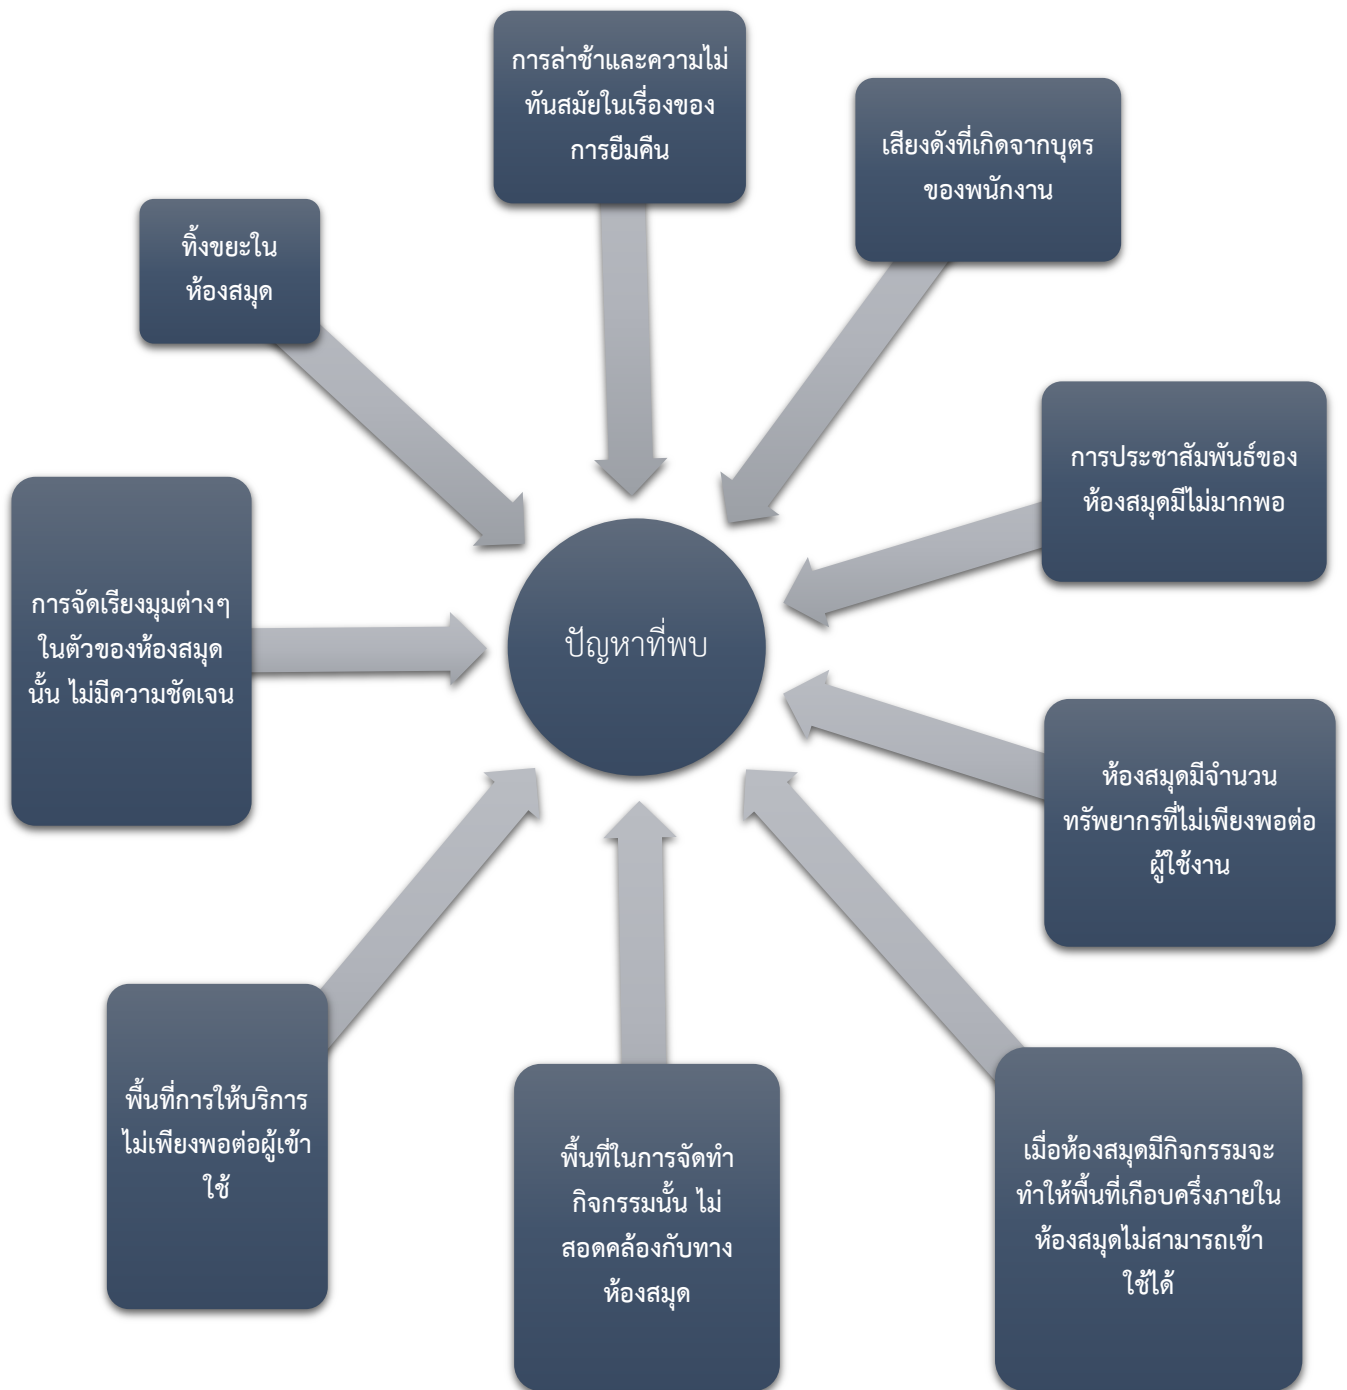 การล่าช้าและความไม่
ทันสมัยในเรื่องของ
การยืมคืน
เสียงดังที่เกิดจากบุตร
ของพนักงาน
ทิ้งขยะใน
ห้องสมุด
การประชาสัมพันธ์ของ
ห้องสมุดมีไม่มากพอ
การจัดเรียงมุมต่างๆ
ในตัวของห้องสมุด
นั้น ไม่มีความชัดเจน
ปัญหาที่พบ
ห้องสมุดมีจำนวน
ทรัพยากรที่ไม่เพียงพอต่อ
ผู้ใช้งาน
พื้นที่การให้บริการ
ไม่เพียงพอต่อผู้เข้า
ใช้
พื้นที่ในการจัดทำ
กิจกรรมนั้น ไม่
สอดคล้องกับทาง
ห้องสมุด
เมื่อห้องสมุดมีกิจกรรมจะ
ทำให้พื้นที่เกือบครึ่งภายใน
ห้องสมุดไม่สามารถเข้า
ใช้ได้